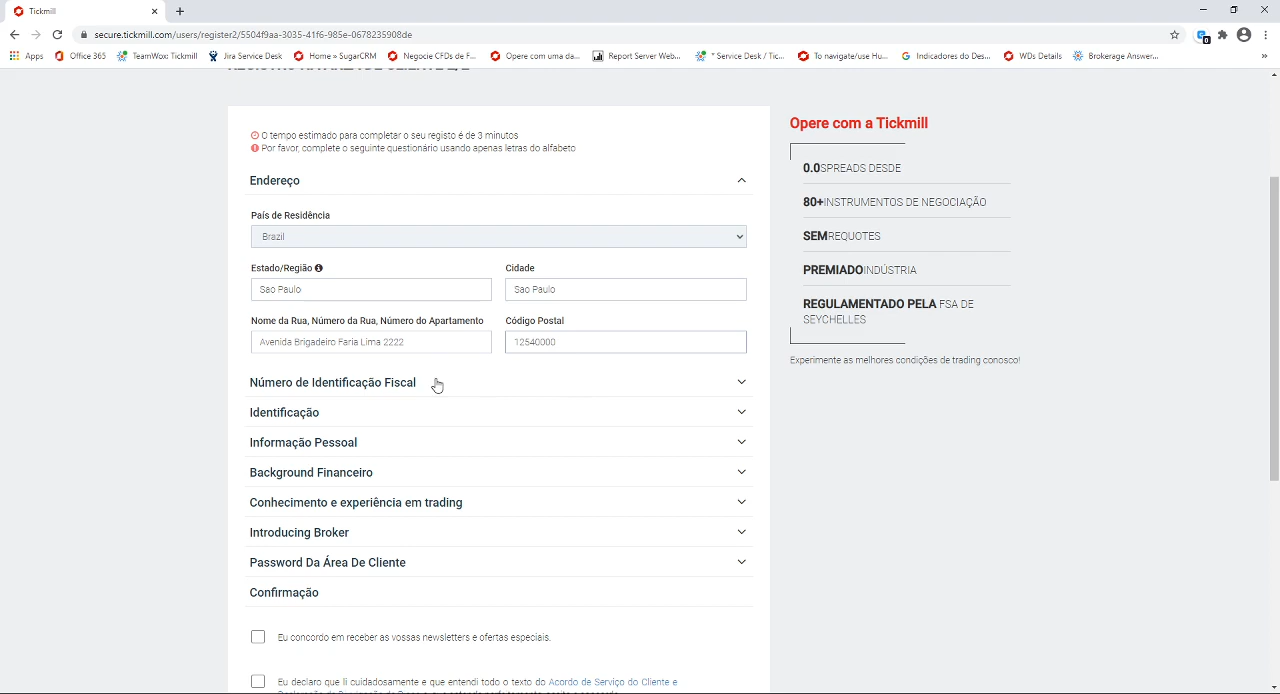 Tickmill
secure.tickmill.com/users/register2/5504f9aa-3035-41f6-985e-0678235908de
Apps
Office 365
TeamWox: Tickmill
Jira Service Desk
Home » SugarCRM
Negocie CFDs de F...
Opere com uma da...
Report Server Web...
* Service Desk / Tic...
To navigate/use Hu...
Indicadores do Des...
WDs Details
Brokerage Answer...
»
O tempo estimado para completar o seu registo é de 3 minutos
Por favor, complete o seguinte questionário usando apenas letras do alfabeto
Endereço
País de Residência
Brazil
Estado/Região
Cidade
Sao Paulo
Sao Paulo
Nome da Rua, Número da Rua, Número do Apartamento
Código Postal
Avenida Brigadeiro Faria Lima 2222
12540000
Número de Identificação Fiscal
Identificação
Informação Pessoal
Background Financeiro
Conhecimento e experiência em trading
Introducing Broker
Password Da Área De Cliente
Confirmação
Eu concordo em receber as vossas newsletters e ofertas especiais.
Eu declaro que li cuidadosamente e que entendi todo o texto do Acordo de Serviço do Cliente e
Opere com a Tickmill
0.0SPREADS DESDE
80+INSTRUMENTOS DE NEGOCIAÇÃO
SEMREQUOTES
PREMIADOINDÚSTRIA
REGULAMENTADO PELA FSA DE
SEYCHELLES
Experimente as melhores condições de trading conosco!